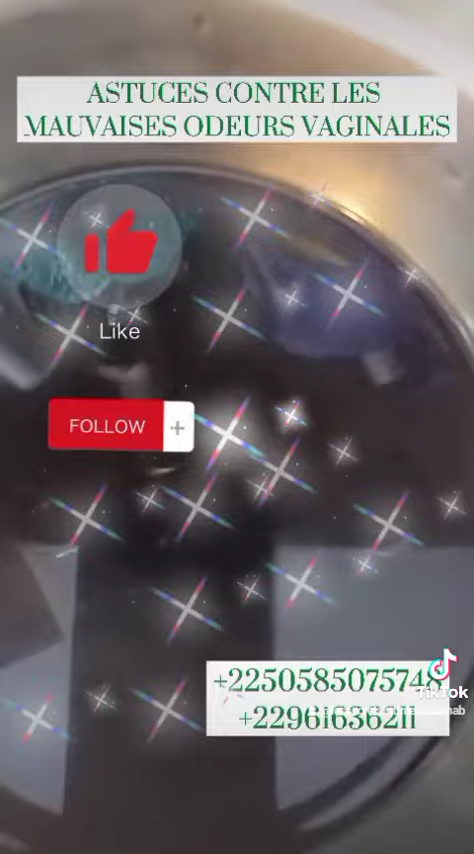 ASTUCES CONTRE LES
MAUVAISES ODEURS VAGINALES
Like
FOLLOW +
+2250585075748
TikTok
+22961636211